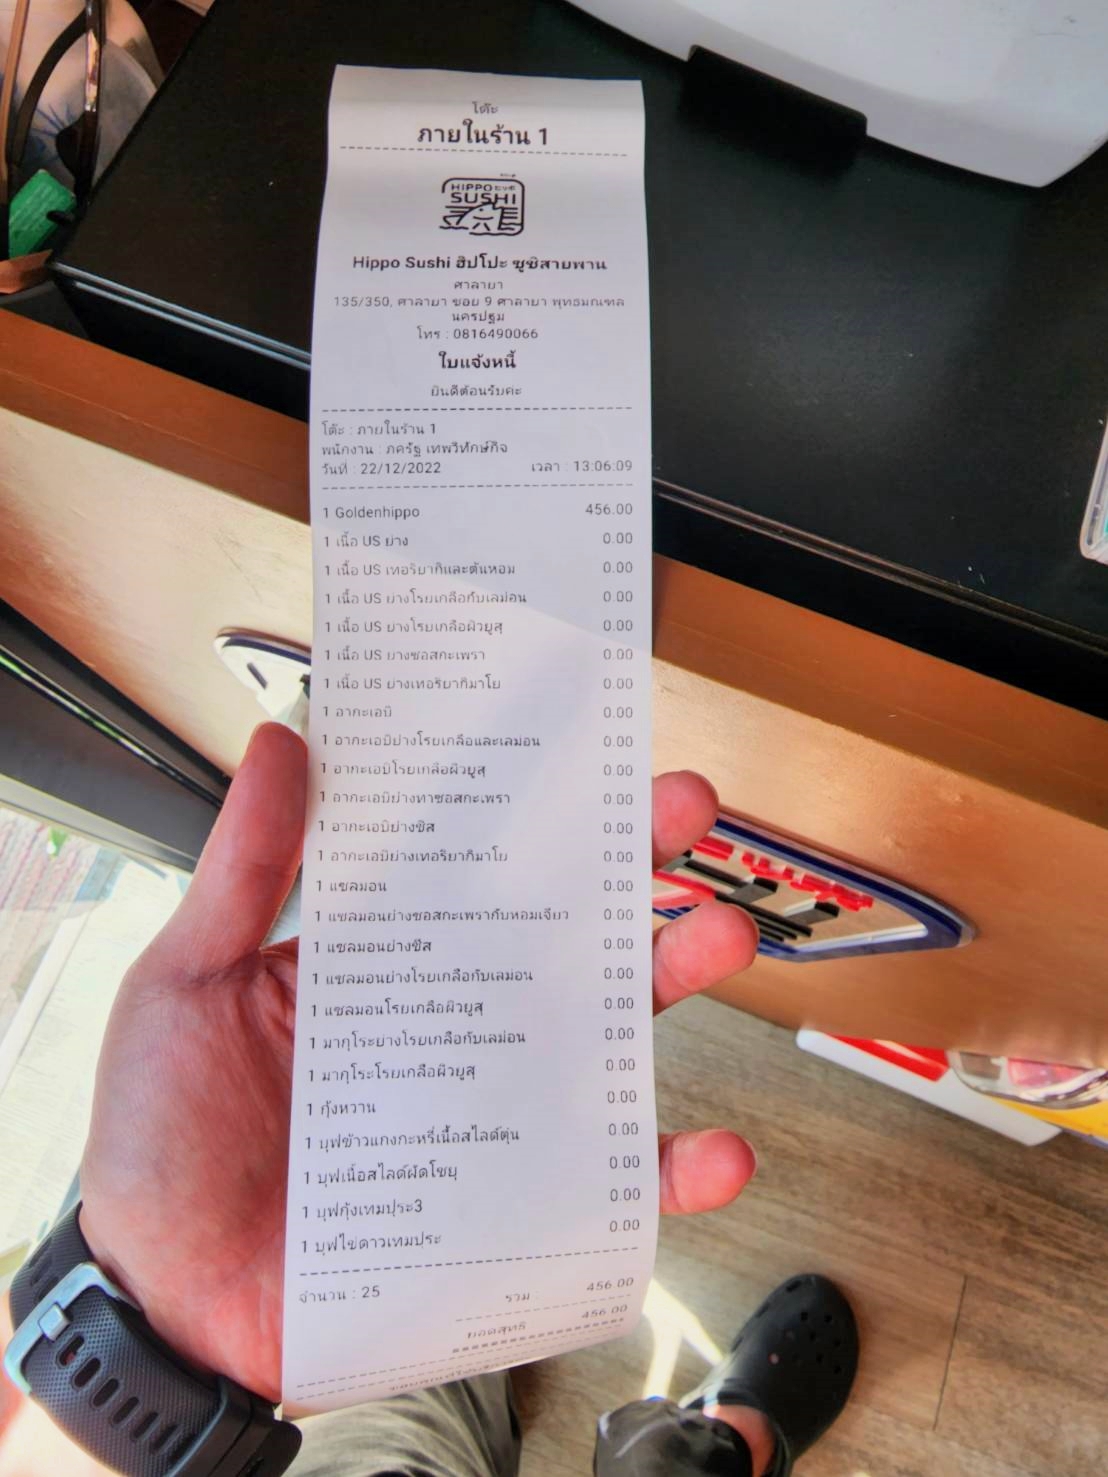 โต๊ะ
ภายในร้าน 1
HIPPO
SUSHI
Hippo Sushi ฮิปโปะ ซูชิสายพาน
ศาลายา
135/350, ศาลายา ซอย 9 ศาลายา พุทธมณฑล
นครปฐม
โทร : 0816490066
ใบแจ้งหนี้
ยินดีต้อนรับคะ
โต๊ะ : ภายในร้าน 1
พนักงาน : ภครัฐ เทพวิทักษ์กิจ
วันที่ : 22/12/2022 เวลา : 13:06:09
1 Goldenhippo 456.00
1 เนื้อ US ย่าง 0.00
1 เนื้อ US เทอริยากิและต้นหอม 0.00
1 เนื้อ US ย่างโรยเกลือกับเลม่อน 0.00
1 เนื้อ US ย่างโรยเกลือผิวยูสุ 0.00
1 เนื้อ US ย่างซอสกะเพรา 0.00
1 เนื้อ US ย่างเทอริยากิมาโย 0.00
1 อากะเอบิ 0.00
1 อากะเอบิย่างโรยเกลือและเลม่อน 0.00
1 อากะเอบิโรยเกลือผิวยูสุ 0.00
1 อากะเอบิย่างทาซอสกะเพรา 0.00
1 อากะเอบิย่างชีส 0.00
1 อากะเอบิย่างเทอริยากิมาโย 0.00
1 แซลมอน 0.00
1 แซลมอนย่างซอสกะเพรากับหอมเจียว 0.00
1 แซลมอนย่างชีส 0.00
1 แซลมอนย่างโรยเกลือกับเลม่อน 0.00
1 แซลมอนโรยเกลือผิวยูสุ 0.00
1 มากุโระย่างโรยเกลือกับเลม่อน 0.00
1 มากุโระโรยเกลือผิวยูสุ 0.00
1 กุ้งหวาน 0.00
1 บุฟข้าวแกงกะหรี่เนื้อสไลด์ตุ๋น 0.00
1 บุฟเนื้อสไลด์ผัดโชยุ 0.00
1 บุฟกุ้งเทมปุระ3 0.00
1 บุฟไข่ดาวเทมปุระ 0.00
จำนวน : 25 รวม : 456.00
ยอดสุทธิ 456.00